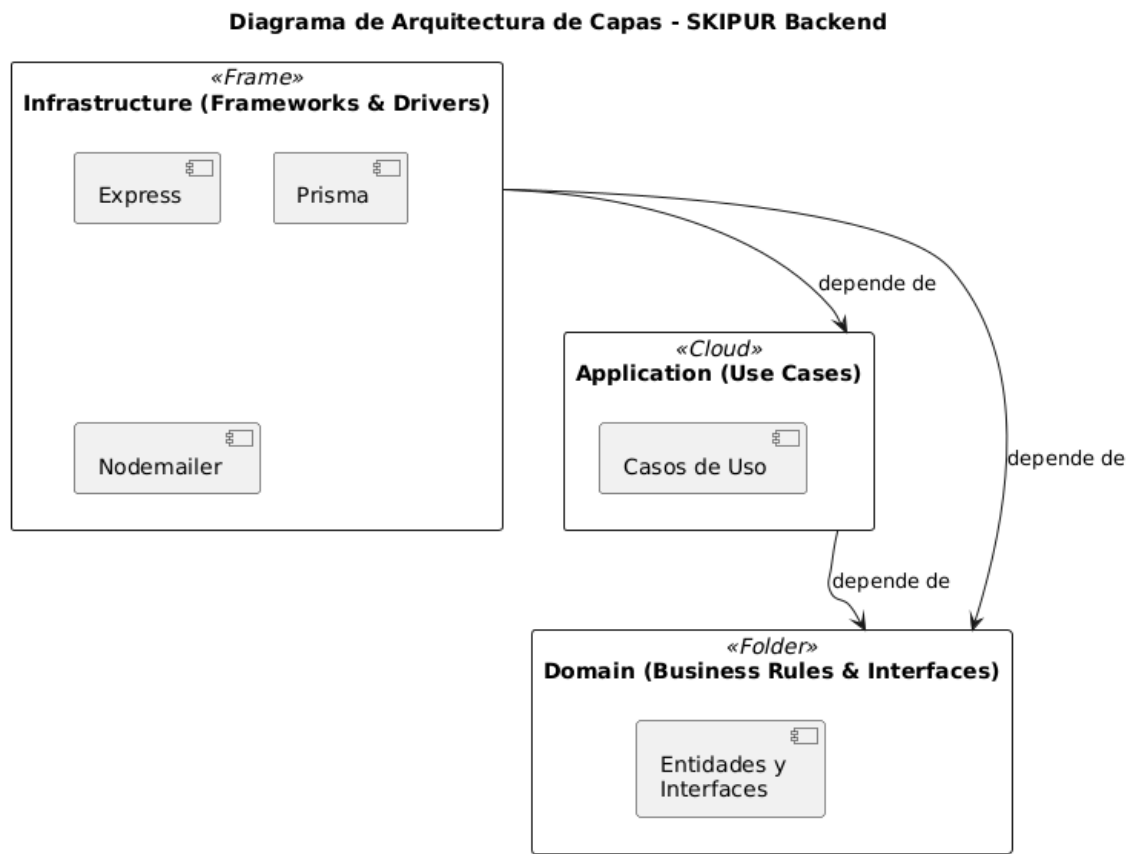 Diagrama de Arquitectura de Capas - SKIPUR Backend
«Frame»
Infrastructure (Frameworks & Drivers)
Express
Prisma
Nodemailer
depende de
«Cloud»
Application (Use Cases)
Casos de Uso
depende de
depende de
«Folder»
Domain (Business Rules & Interfaces)
Entidades y
Interfaces